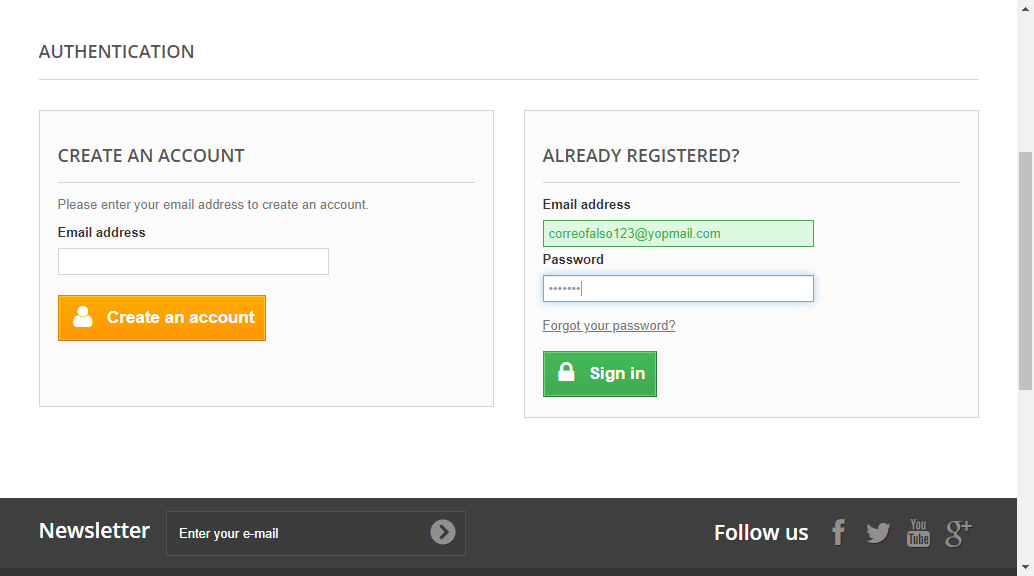 AUTHENTICATION
CREATE AN ACCOUNT
Please enter your email address to create an account.
Email address
Create an account
ALREADY REGISTERED?
Email address
correofalso123@yopmail.com
Password
•••••••
Forgot your password?
Sign in
Newsletter
Enter your e-mail
Follow us
You
Tube
g+